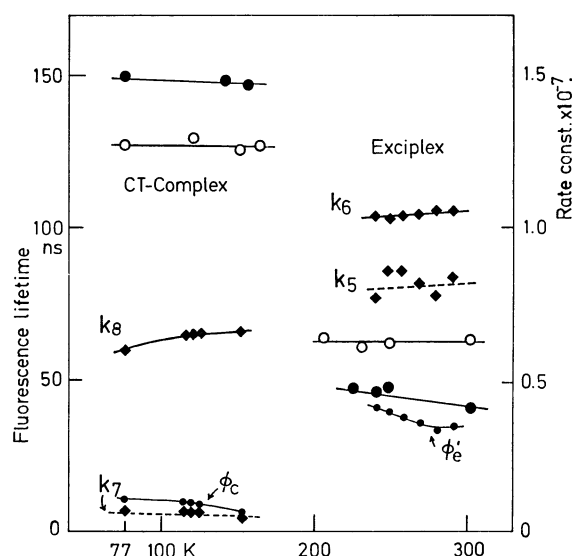 150
1.5
Rate const.x10⁻⁷.
Exciplex
CT-Complex
k6
100
1.0
ns
k5
Fluorescence lifetime
k8
50
0.5
ϕ'e
k7
ϕc
0
0
77 100 K 200 300